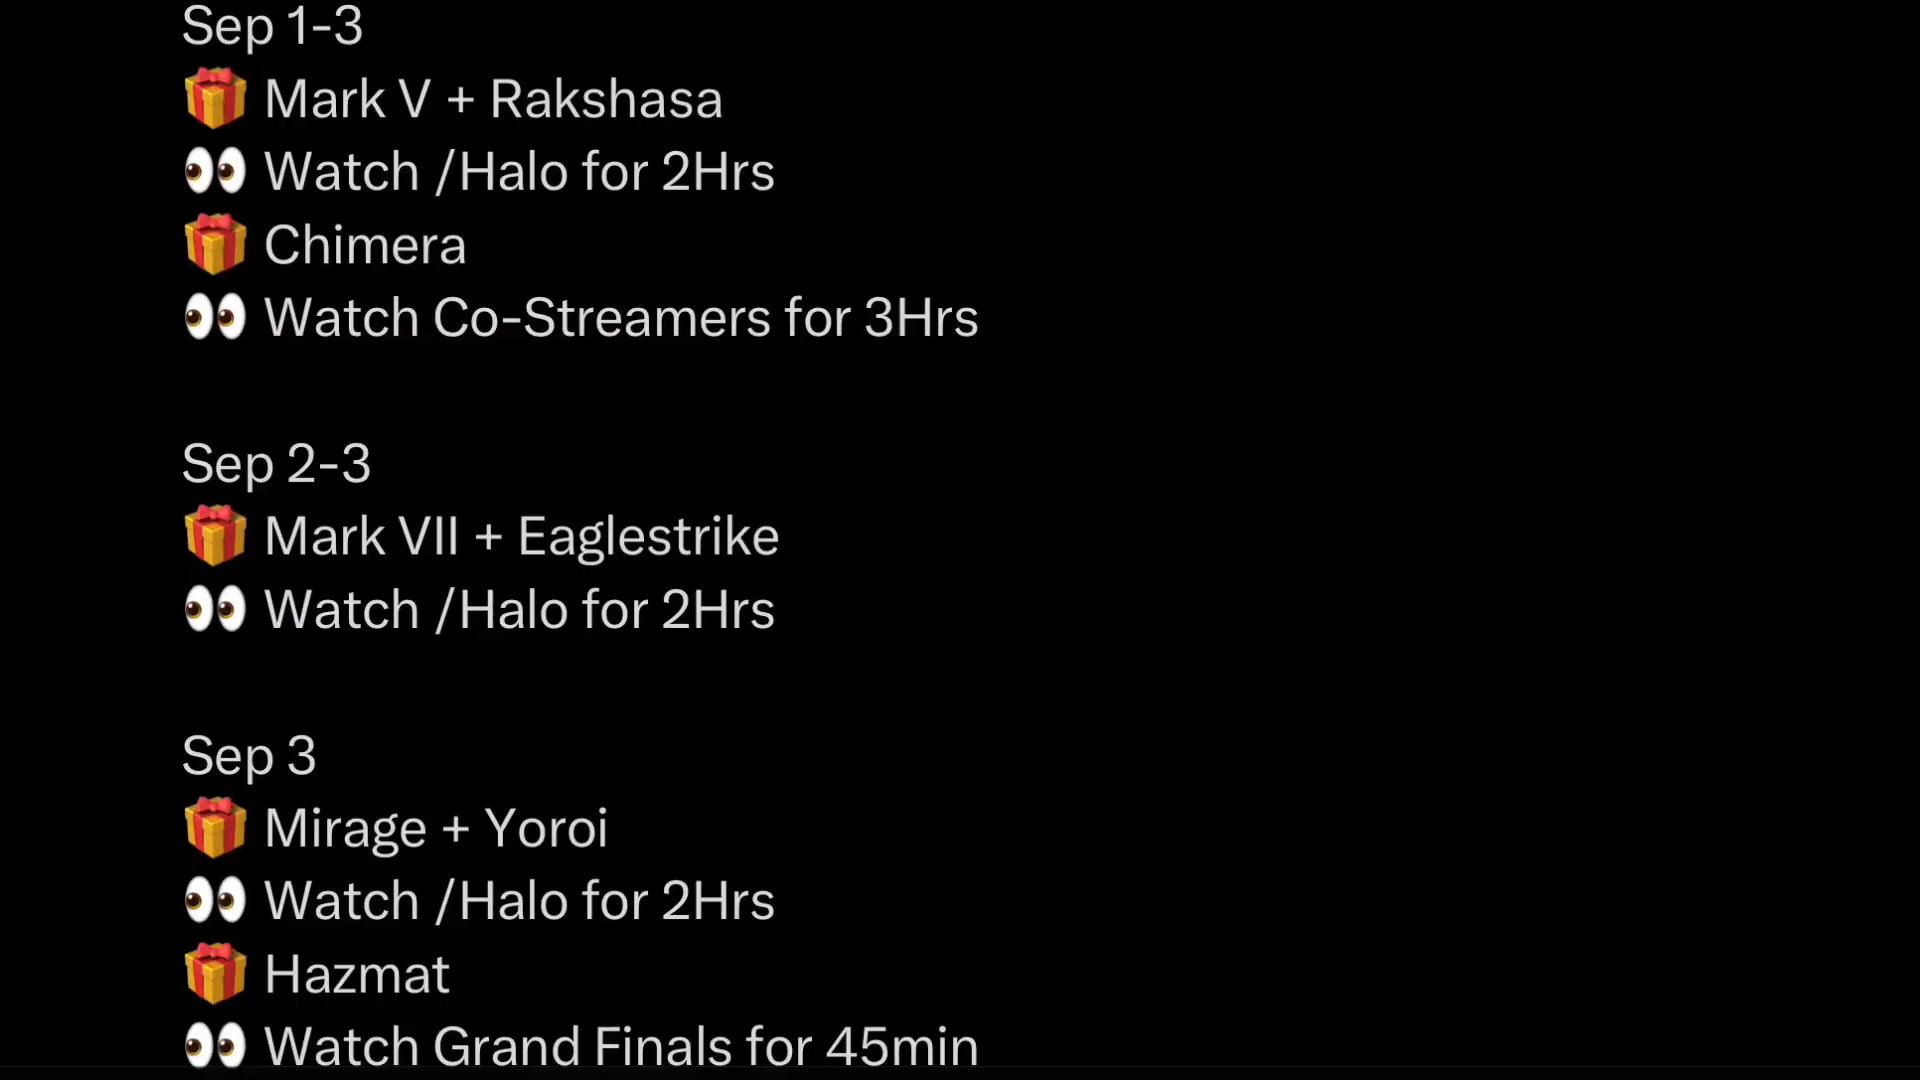 Sep 1-3
🎁 Mark V + Rakshasa
👀 Watch /Halo for 2Hrs
🎁 Chimera
👀 Watch Co-Streamers for 3Hrs
Sep 2-3
🎁 Mark VII + Eaglestrike
👀 Watch /Halo for 2Hrs
Sep 3
🎁 Mirage + Yoroi
👀 Watch /Halo for 2Hrs
🎁 Hazmat
👀 Watch Grand Finals for 45min